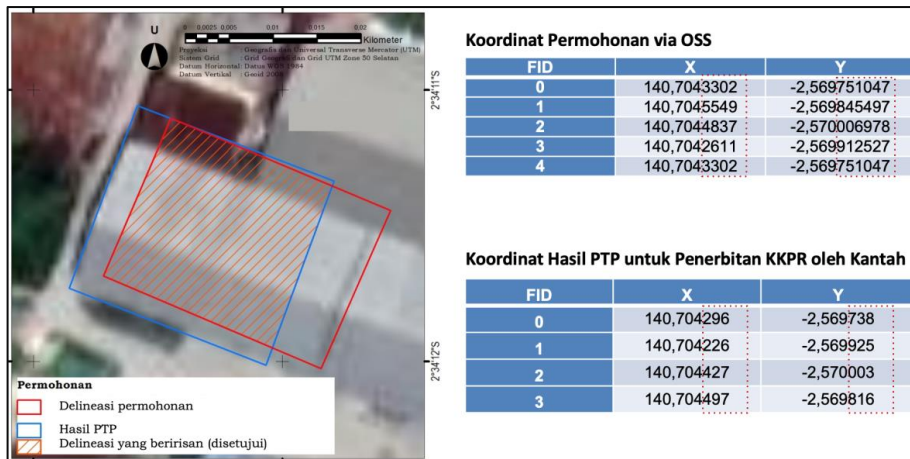 U
0 0,0025 0,005 0,01 0,015 0,02
Kilometer
Proyeksi : Geografis dan Universal Transverse Mercator (UTM)
Sistem Grid : Grid Geografis dan Grid UTM Zone 50 Selatan
Datum Horizontal: Datus WGS 1984
Datum Vertikal : Geoid
2°34'11"S
2°34'12"S
Permohonan
Delineasi permohonan
Hasil PTP
Delineasi yang beririsan (disetujui)
Koordinat Permohonan via OSS
FID X Y
0 140,7043302 -2,569751047
1 140,7045549 -2,569845497
2 140,7044837 -2,570006978
3 140,7042611 -2,569912527
4 140,7043302 -2,569751047
Koordinat Hasil PTP untuk Penerbitan KKPR oleh Kantah
FID X Y
0 140,704296 -2,569738
1 140,704226 -2,569925
2 140,704427 -2,570003
3 140,704497 -2,569816